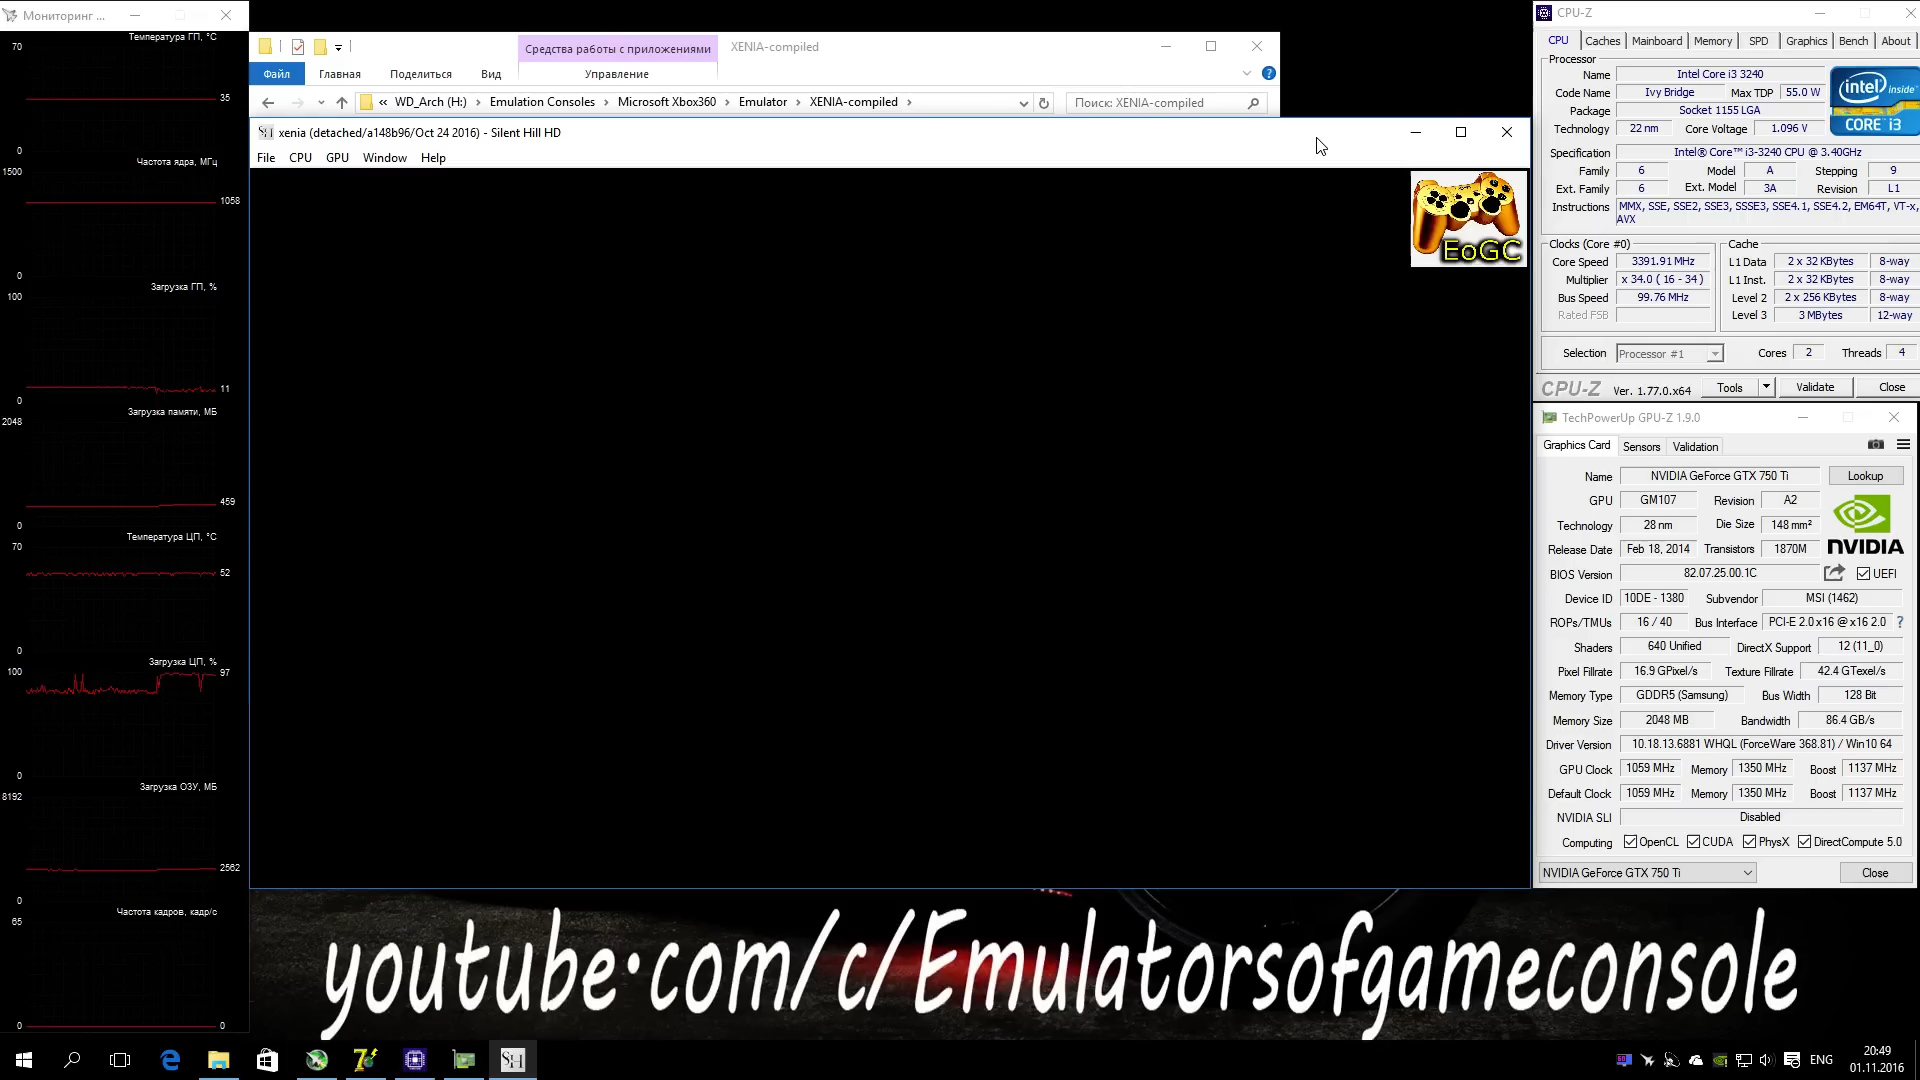 Мониторинг ...
Температура ГП, °C
70
35
0
Частота ядра, МГц
1500
1058
0
Загрузка ГП, %
100
11
0
Загрузка памяти, МБ
2048
459
0
Температура ЦП, °C
70
52
0
Загрузка ЦП, %
100
97
0
Загрузка ОЗУ, МБ
8192
2562
0
Частота кадров, кадр/с
65
0
0
Средства работы с приложениями
XENIA-compiled
Файл
Главная
Поделиться
Вид
Управление
« WD_Arch (H:) › Emulation Consoles › Microsoft Xbox360 › Emulator › XENIA-compiled ›
Поиск: XENIA-compiled
SH
xenia (detached/a148b96/Oct 24 2016) - Silent Hill HD
File CPU GPU Window Help
EoGC
CPU-Z
CPU Caches Mainboard Memory SPD Graphics Bench About
Processor
Name Intel Core i3 3240
Code Name Ivy Bridge Max TDP 55.0 W
Package Socket 1155 LGA
Technology 22 nm Core Voltage 1.096 V
intel inside™
CORE i3
Specification Intel® Core™ i3-3240 CPU @ 3.40GHz
Family 6 Model A Stepping 9
Ext. Family 6 Ext. Model 3A Revision L1
Instructions MMX, SSE, SSE2, SSE3, SSSE3, SSE4.1, SSE4.2, EM64T, VT-x,
AVX
Clocks (Core #0)
Core Speed 3391.91 MHz
Multiplier x 34.0 ( 16 - 34 )
Bus Speed 99.76 MHz
Rated FSB
Cache
L1 Data 2 x 32 KBytes 8-way
L1 Inst. 2 x 32 KBytes 8-way
Level 2 2 x 256 KBytes 8-way
Level 3 3 MBytes 12-way
Selection Processor #1 Cores 2 Threads 4
CPU-Z Ver. 1.77.0.x64 Tools Validate Close
TechPowerUp GPU-Z 1.9.0
Graphics Card Sensors Validation
Name NVIDIA GeForce GTX 750 Ti Lookup
GPU GM107 Revision A2
Technology 28 nm Die Size 148 mm²
Release Date Feb 18, 2014 Transistors 1870M
NVIDIA
BIOS Version 82.07.25.00.1C UEFI
Device ID 10DE - 1380 Subvendor MSI (1462)
ROPs/TMUs 16 / 40 Bus Interface PCI-E 2.0 x16 @ x16 2.0 ?
Shaders 640 Unified DirectX Support 12 (11_0)
Pixel Fillrate 16.9 GPixel/s Texture Fillrate 42.4 GTexel/s
Memory Type GDDR5 (Samsung) Bus Width 128 Bit
Memory Size 2048 MB Bandwidth 86.4 GB/s
Driver Version 10.18.13.6881 WHQL (ForceWare 368.81) / Win10 64
GPU Clock 1059 MHz Memory 1350 MHz Boost 1137 MHz
Default Clock 1059 MHz Memory 1350 MHz Boost 1137 MHz
NVIDIA SLI Disabled
Computing OpenCL CUDA PhysX DirectCompute 5.0
NVIDIA GeForce GTX 750 Ti Close
youtube.com/c/Emulatorsofgameconsole
SH
ENG
20:49
01.11.2016